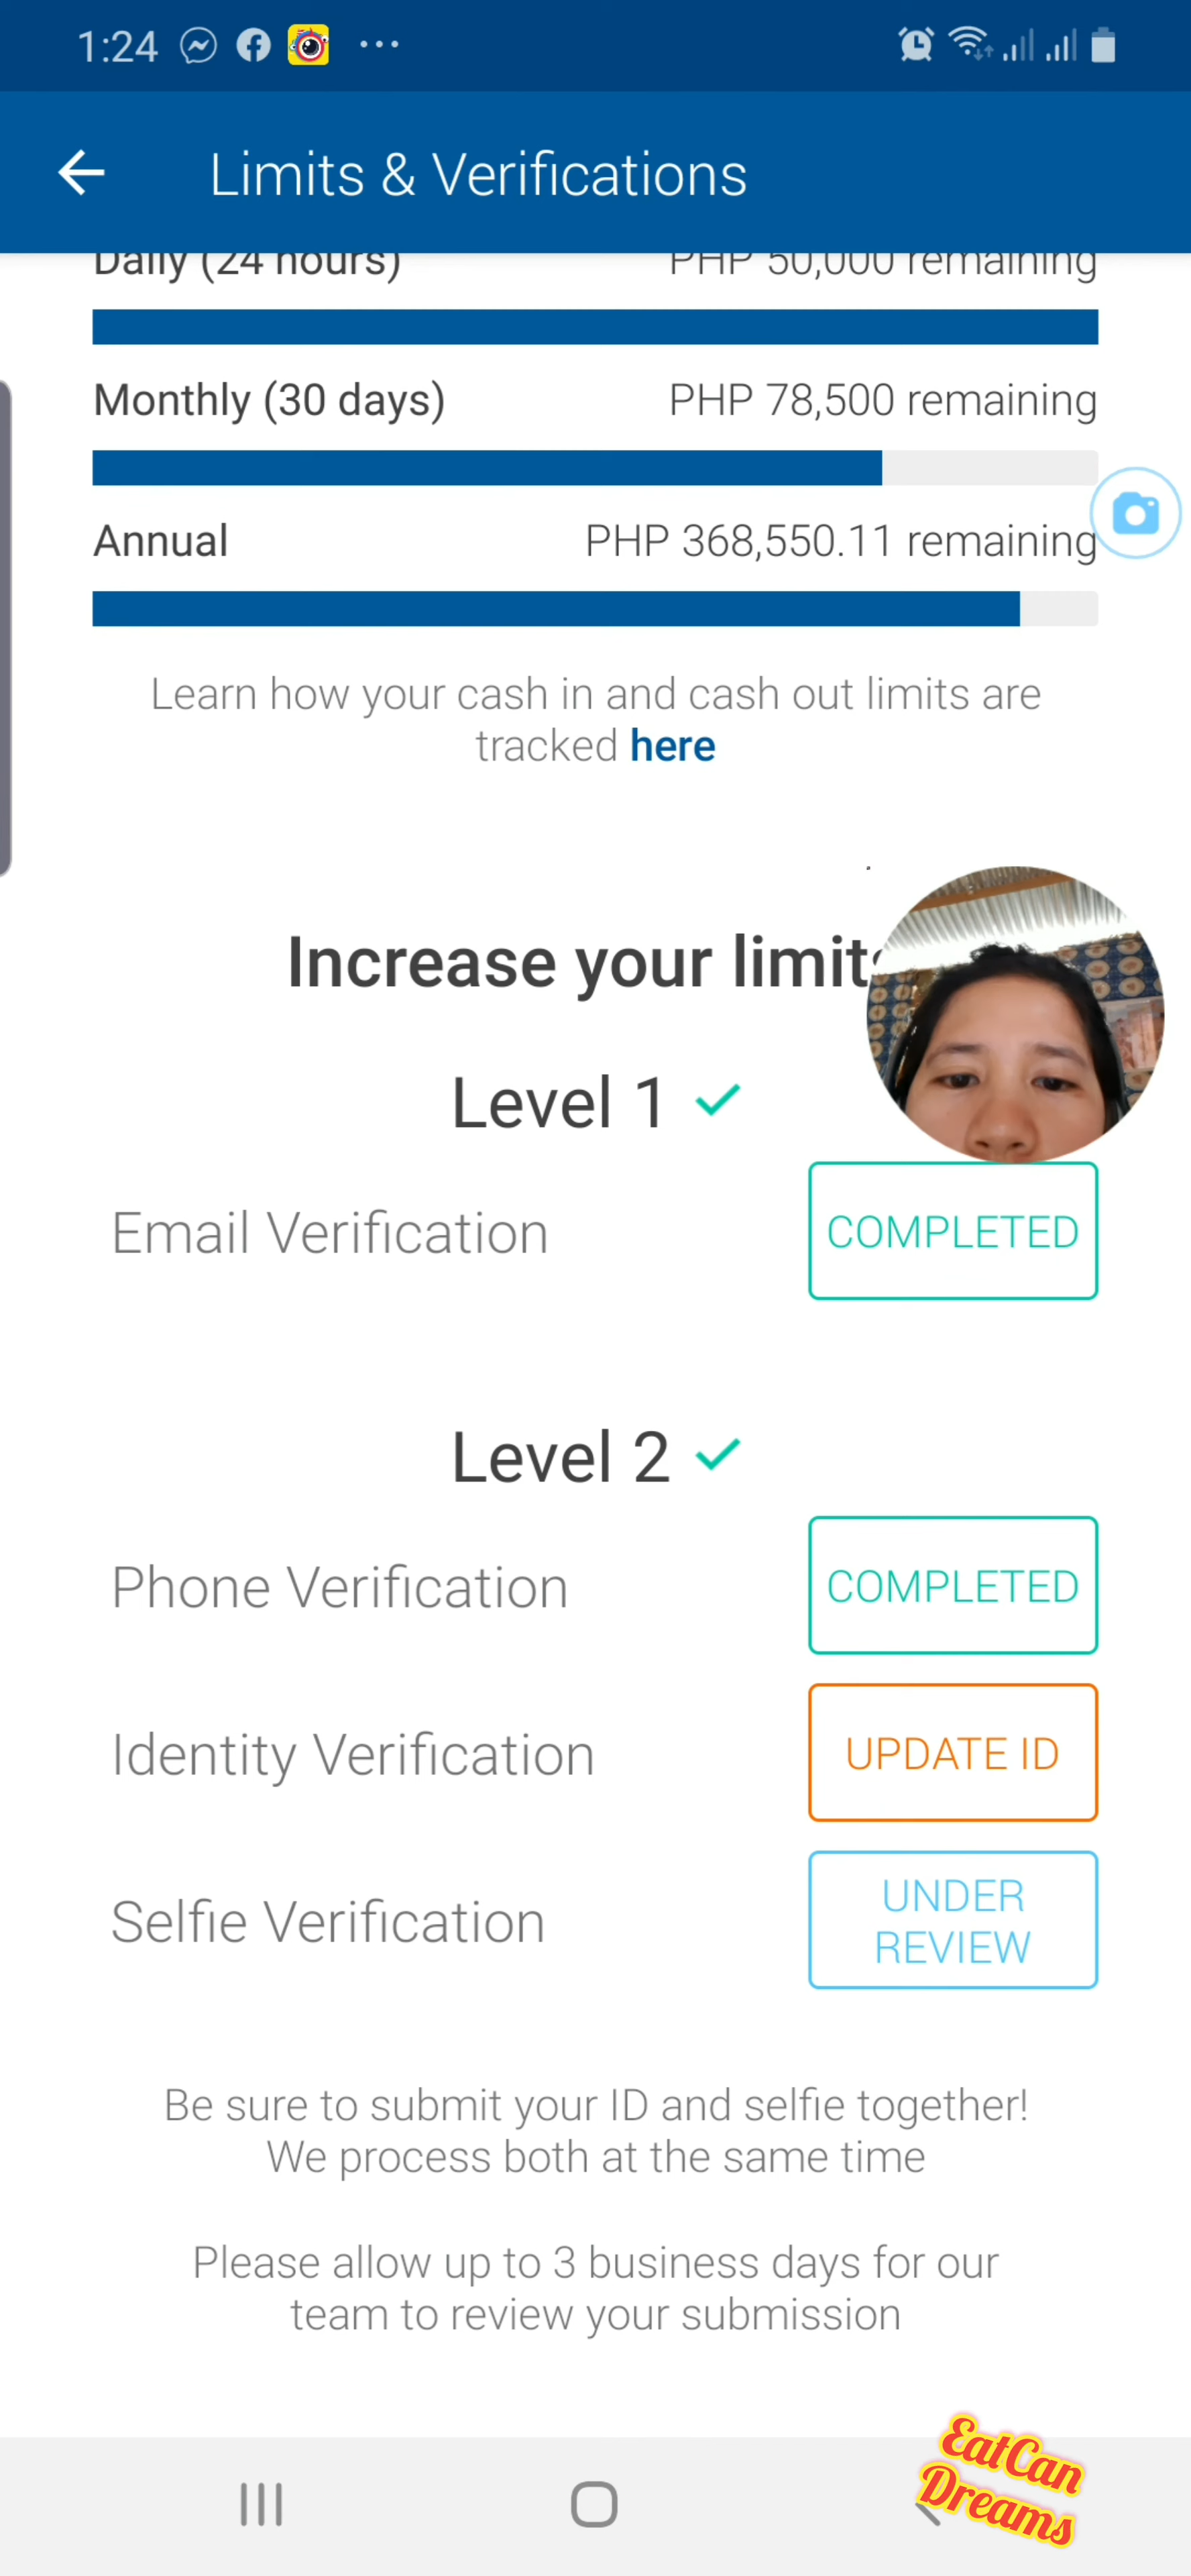 1:24
Limits & Verifications
Daily (24 hours) PHP 50,000 remaining
Monthly (30 days) PHP 78,500 remaining
Annual PHP 368,550.11 remaining
Learn how your cash in and cash out limits are
tracked here
Increase your limits
Level 1
Email Verification COMPLETED
Level 2
Phone Verification COMPLETED
Identity Verification UPDATE ID
Selfie Verification UNDER
REVIEW
Be sure to submit your ID and selfie together!
We process both at the same time
Please allow up to 3 business days for our
team to review your submission
EatCan
Dreams